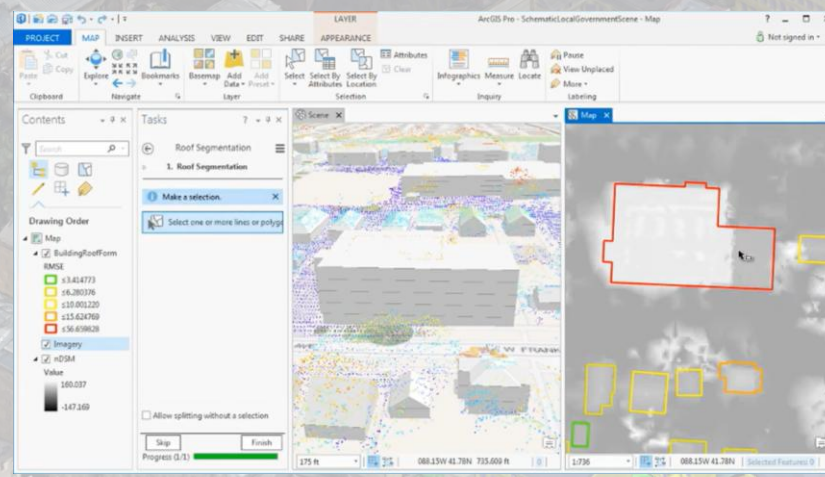 LAYER
ArcGIS Pro - SchematicLocalGovernmentScene - Map
PROJECT MAP INSERT ANALYSIS VIEW EDIT SHARE APPEARANCE
Not signed in
Paste
Cut
Copy
Clipboard
Explore
Bookmarks
Navigate
Basemap
Add Data
Add Preset
Layer
Select
Select By Attributes
Select By Location
Attributes
Clear
Selection
Infographics
Measure
Locate
Inquiry
Pause
View Unplaced
More
Labeling
Contents
Search
Drawing Order
Map
BuildingRoofForm
RMSE
≤3.414773
≤6.280376
≤10.001220
≤15.624769
≤36.659828
Imagery
nDSM
Value
160.037
-147.169
Tasks
Roof Segmentation
1. Roof Segmentation
Make a selection.
Select one or more lines or polyg
Allow splitting without a selection
Skip
Finish
Progress (1/1)
Scene
175 ft
088.15W 41.78N 735.609 ft
Map
1:736
088.15W 41.78N
Selected Features: 0